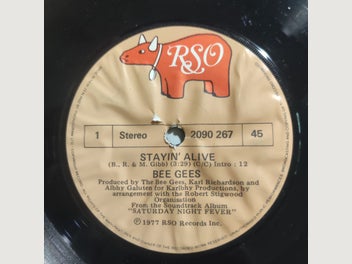 RSO
1 Stereo 2090 267 45
STAYIN' ALIVE
(B., R. & M. Gibb) (3:29) (C/C) Intro : 12
BEE GEES
Produced by The Bee Gees, Karl Richardson and
Albhy Galuten for Karlbhy Productions, by
arrangement with the Robert Stigwood
Organisation
From the Soundtrack Album
"SATURDAY NIGHT FEVER"
℗ 1977 RSO Records Inc.